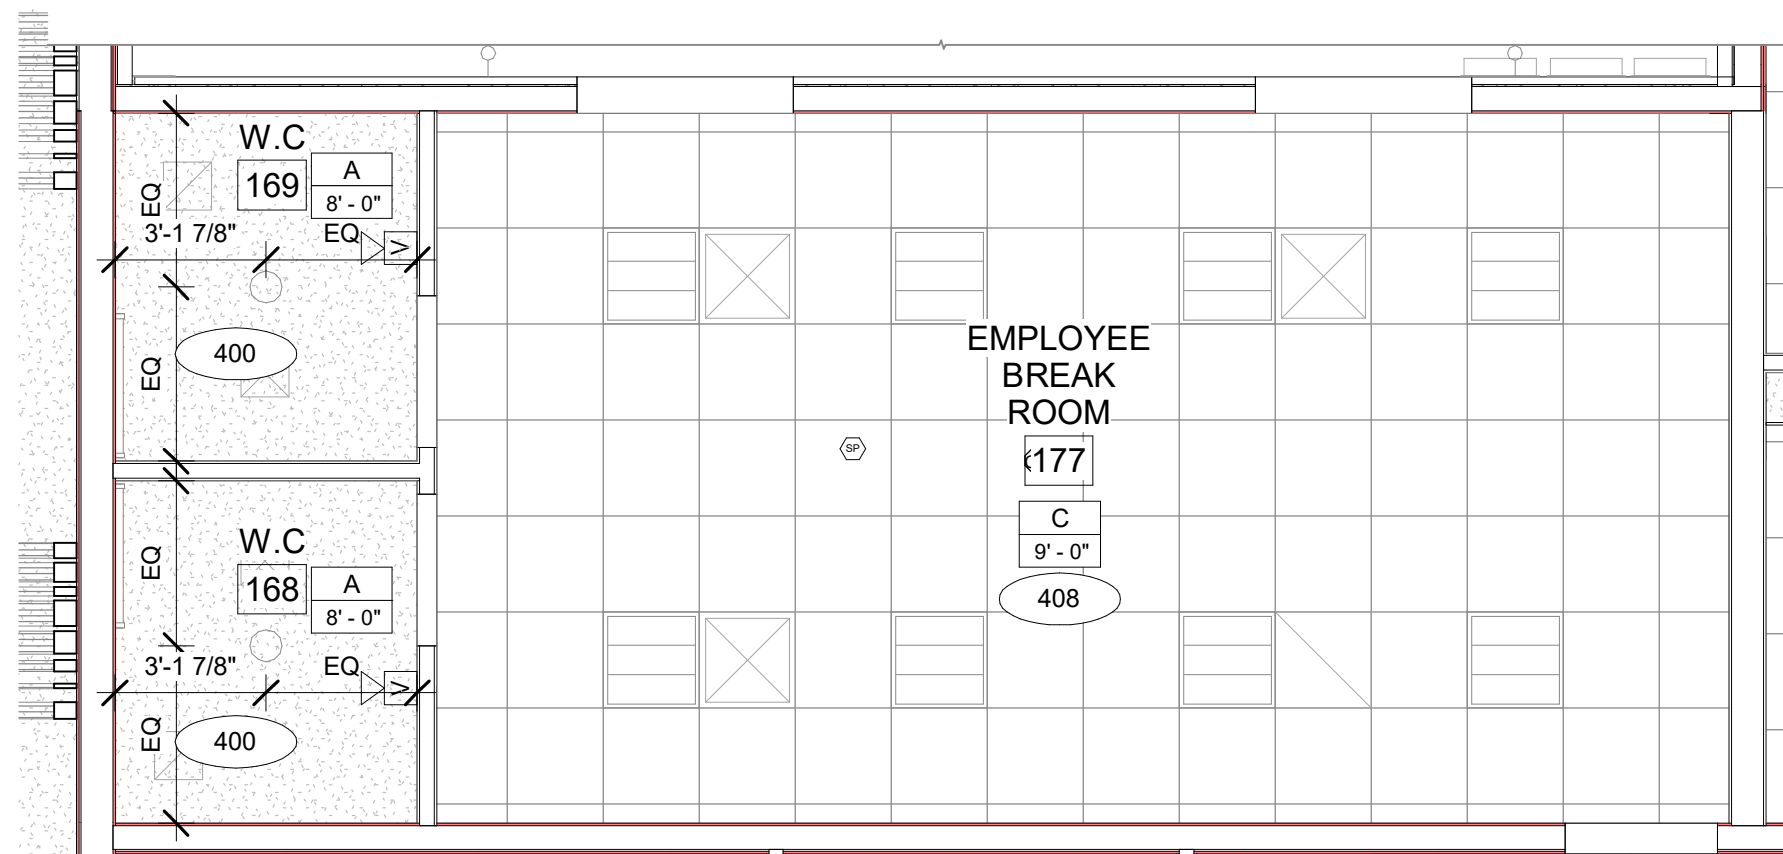 W.C
169
A
8' - 0"
EQ
3'-1 7/8"
EQ
V
EQ
400
EMPLOYEE
BREAK
ROOM
177
SP
C
9' - 0"
408
W.C
168
A
8' - 0"
EQ
3'-1 7/8"
EQ
V
EQ
400